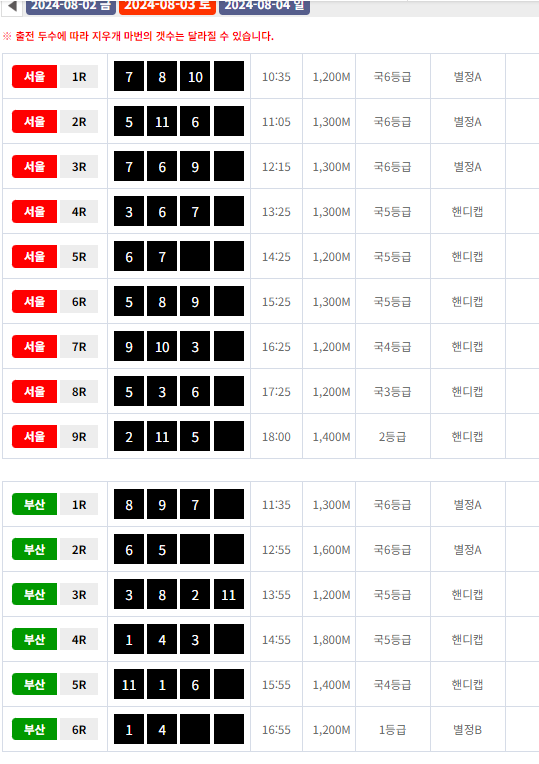 2024-08-02 금 2024-08-03 토 2024-08-04 일
※ 출전 두수에 따라 지우개 마번의 갯수는 달라질 수 있습니다.
서울 1R 7 8 10 10:35 1,200M 국6등급 별정A
서울 2R 5 11 6 11:05 1,300M 국6등급 별정A
서울 3R 7 6 9 12:15 1,300M 국6등급 별정A
서울 4R 3 6 7 13:25 1,300M 국5등급 핸디캡
서울 5R 6 7 14:25 1,200M 국5등급 핸디캡
서울 6R 5 8 9 15:25 1,300M 국5등급 핸디캡
서울 7R 9 10 3 16:25 1,200M 국4등급 핸디캡
서울 8R 5 3 6 17:25 1,200M 국3등급 핸디캡
서울 9R 2 11 5 18:00 1,400M 2등급 핸디캡
부산 1R 8 9 7 11:35 1,300M 국6등급 별정A
부산 2R 6 5 12:55 1,600M 국6등급 별정A
부산 3R 3 8 2 11 13:55 1,200M 국5등급 핸디캡
부산 4R 1 4 3 14:55 1,800M 국5등급 핸디캡
부산 5R 11 1 6 15:55 1,400M 국4등급 핸디캡
부산 6R 1 4 16:55 1,200M 1등급 별정B